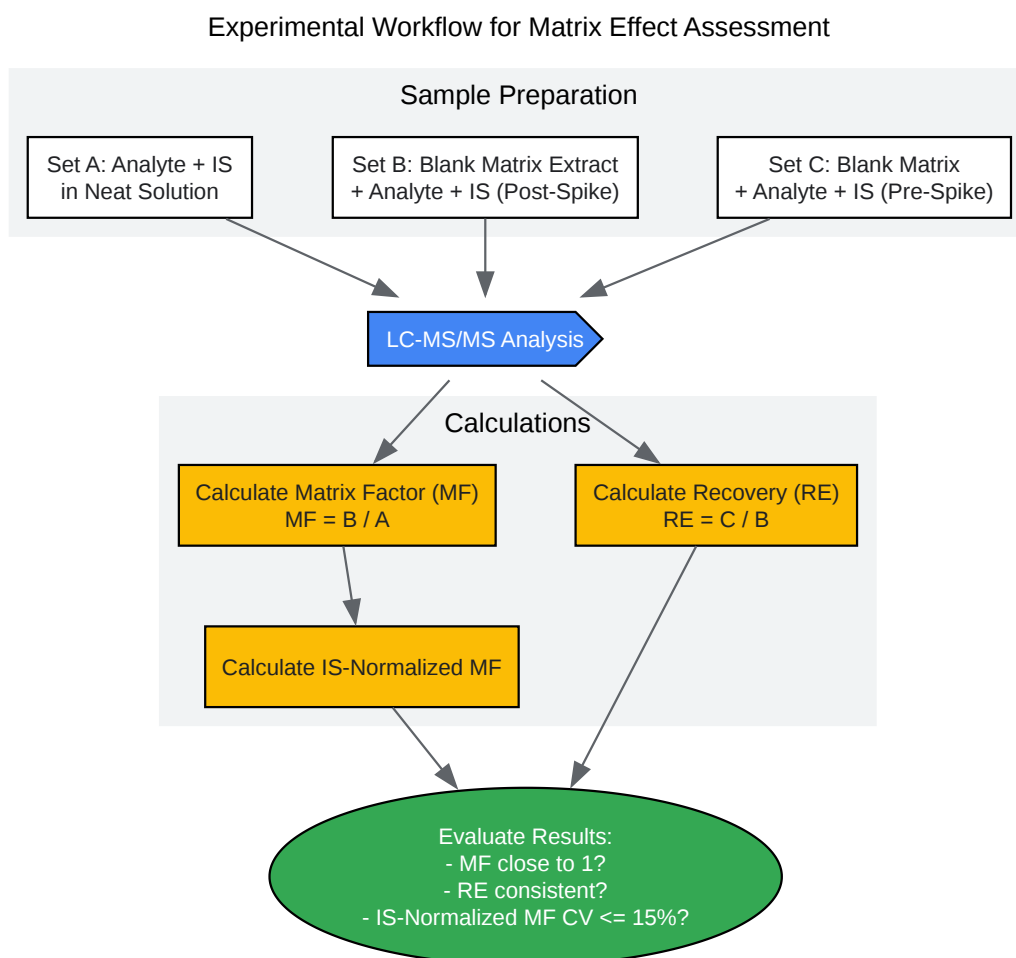 Experimental Workflow for Matrix Effect Assessment
Sample Preparation
Set A: Analyte + IS
in Neat Solution
Set B: Blank Matrix Extract
+ Analyte + IS (Post-Spike)
Set C: Blank Matrix
+ Analyte + IS (Pre-Spike)
LC-MS/MS Analysis
Calculations
Calculate Matrix Factor (MF)
MF = B / A
Calculate Recovery (RE)
RE = C / B
Calculate IS-Normalized MF
Evaluate Results:
- MF close to 1?
- RE consistent?
- IS-Normalized MF CV <= 15%?